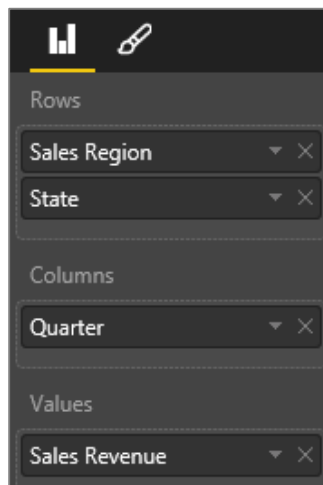 Rows
Sales Region
State
Columns
Quarter
Values
Sales Revenue